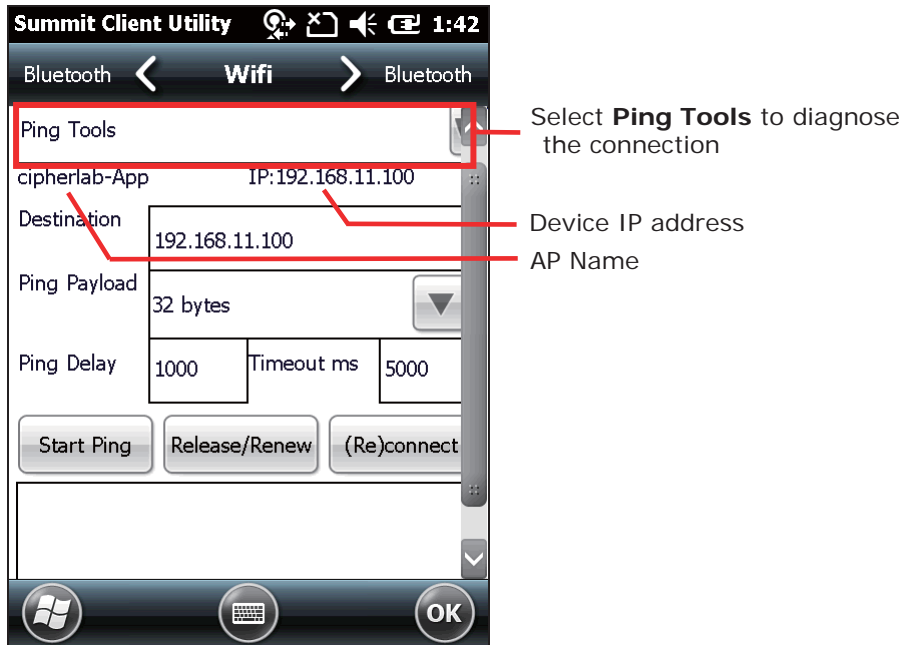 Summit Client Utility 1:42
Bluetooth Wifi Bluetooth
Ping Tools
Select Ping Tools to diagnose
the connection
cipherlab-App IP:192.168.11.100
Device IP address
AP Name
Destination 192.168.11.100
Ping Payload 32 bytes
Ping Delay 1000 Timeout ms 5000
Start Ping Release/Renew (Re)connect
OK